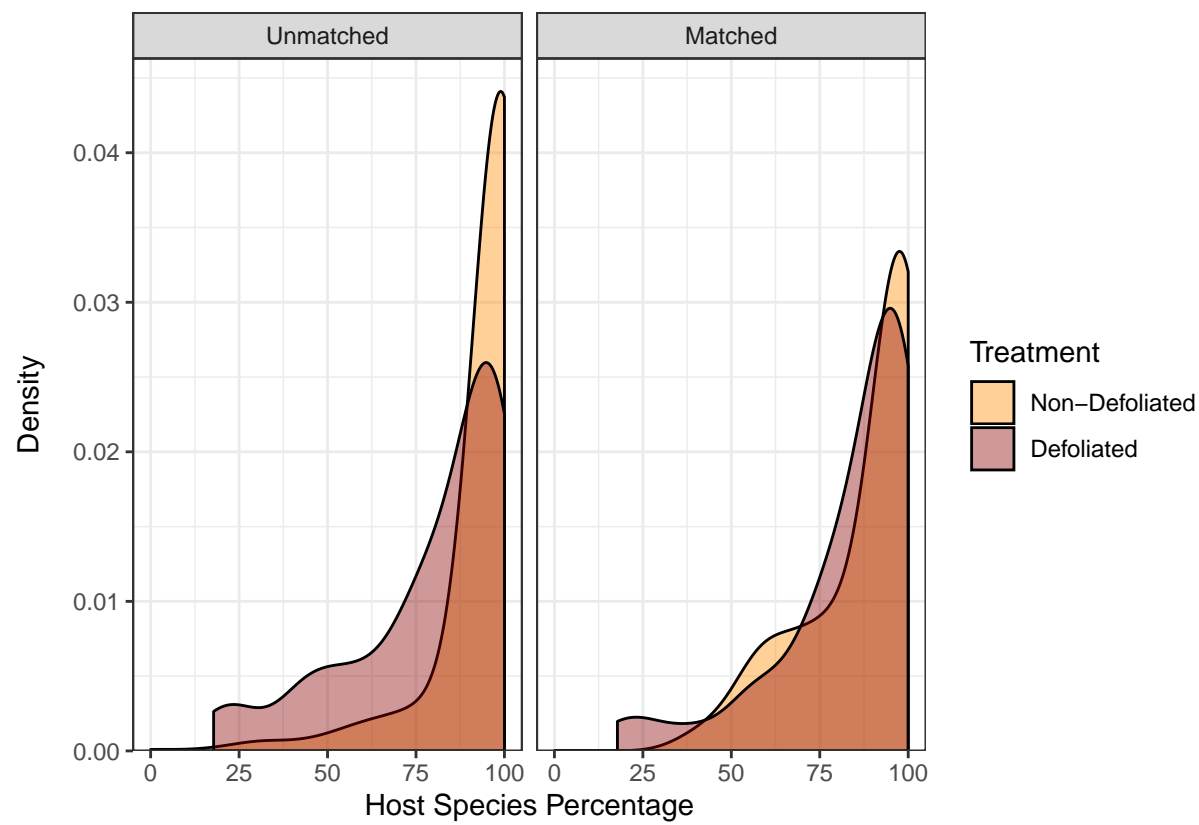 Unmatched
Matched
Density
0.04
0.03
0.02
0.01
0.00
0 25 50 75 100 0 25 50 75 100
Host Species Percentage
Treatment
Non−Defoliated
Defoliated